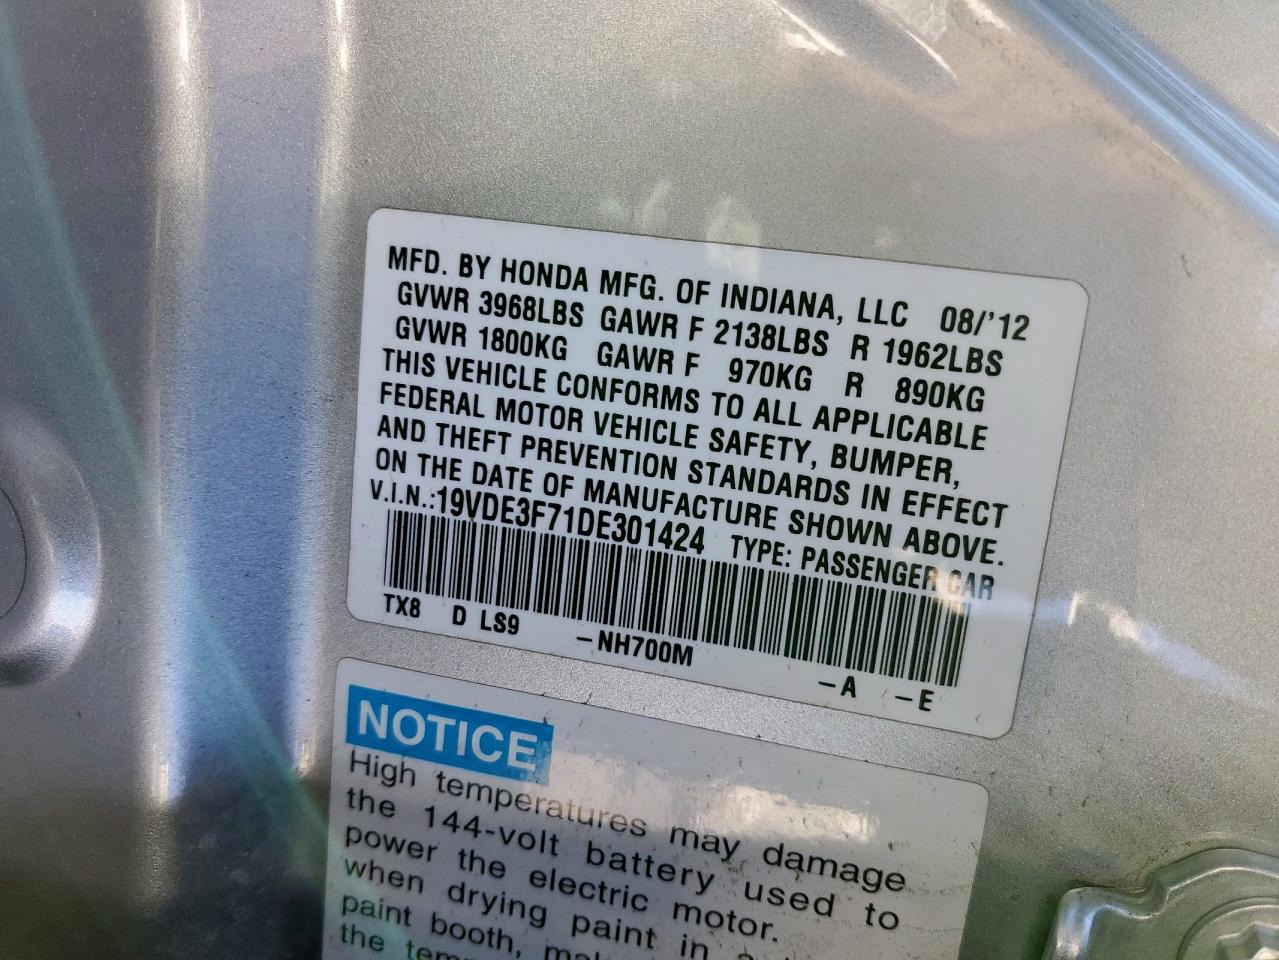 MFD. BY HONDA MFG. OF INDIANA, LLC 08/'12
GVWR 3968LBS GAWR F 2138LBS R 1962LBS
GVWR 1800KG GAWR F 970KG R 890KG
THIS VEHICLE CONFORMS TO ALL APPLICABLE
FEDERAL MOTOR VEHICLE SAFETY, BUMPER,
AND THEFT PREVENTION STANDARDS IN EFFECT
ON THE DATE OF MANUFACTURE SHOWN ABOVE.
V.I.N.:19VDE3F71DE301424 TYPE: PASSENGER CAR
TX8 D LS9 –NH700M –A –E
NOTICE
High temperatures may damage
the 144-volt battery used to
power the electric motor.
when drying paint in a
paint booth,
the